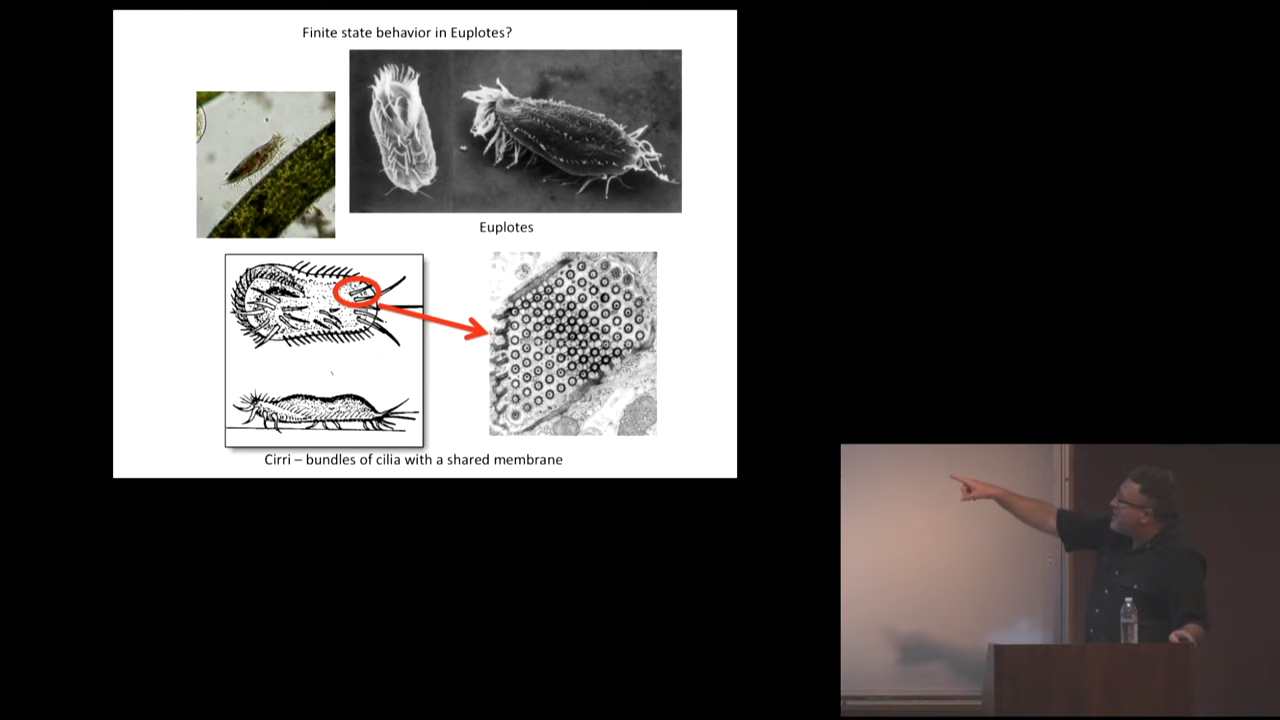 Finite state behavior in Euplotes?
Euplotes
Cirri – bundles of cilia with a shared membrane